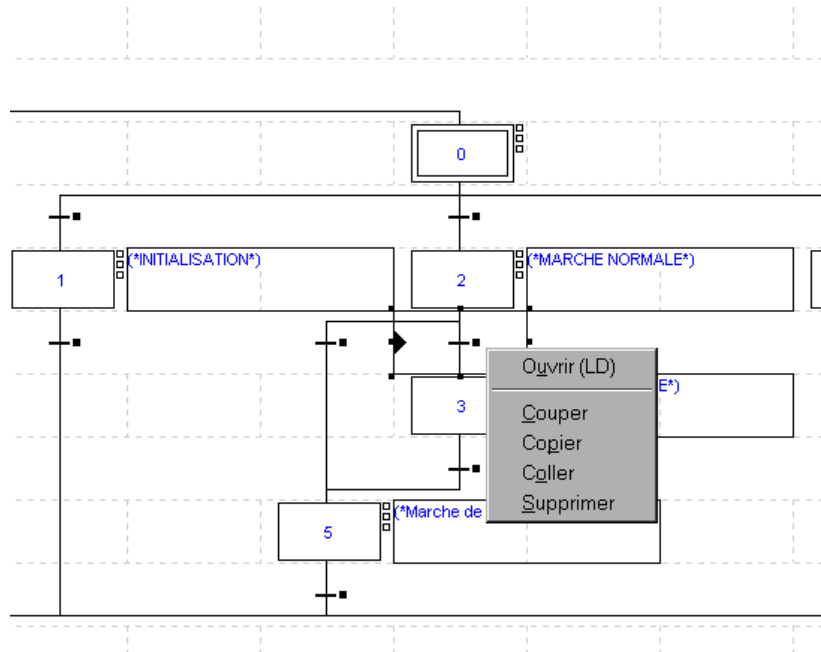 0
1
(*INITIALISATION*)
2
(*MARCHE NORMALE*)
3
E*)
5
(*Marche de
Ouvrir (LD)
Couper
Copier
Coller
Supprimer